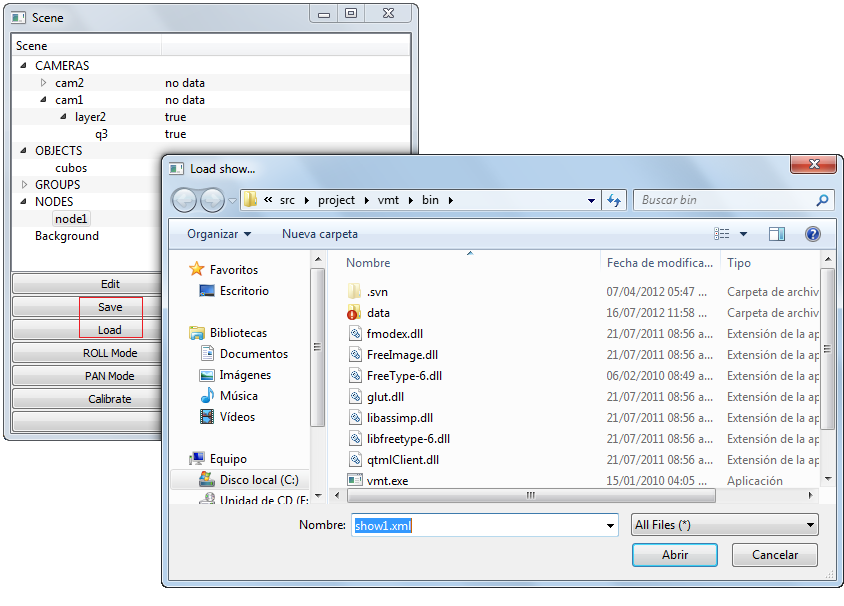 Scene
Scene
CAMERAS
cam2 no data
cam1 no data
layer2 true
q3 true
OBJECTS
cubos
GROUPS
NODES
node1
Background
Edit
Save
Load
ROLL Mode
PAN Mode
Calibrate
Load show...
« src project vmt bin
Buscar bin
Organizar Nueva carpeta
Favoritos
Escritorio
Bibliotecas
Documentos
Imágenes
Música
Vídeos
Equipo
Disco local (C:)
Unidad de CD (E:
Nombre Fecha de modifica... Tipo
.svn 07/04/2012 05:47 ... Carpeta de archiv
data 16/07/2012 11:58 ... Carpeta de archiv
fmodex.dll 21/07/2011 08:56 a... Extensión de la ap
FreeImage.dll 21/07/2011 08:56 a... Extensión de la ap
FreeType-6.dll 06/02/2010 08:49 a... Extensión de la ap
glut.dll 21/07/2011 08:56 a... Extensión de la ap
libassimp.dll 21/07/2011 08:56 a... Extensión de la ap
libfreetype-6.dll 21/07/2011 08:56 a... Extensión de la ap
qtmlClient.dll 21/07/2011 08:56 a... Extensión de la ap
vmt.exe 15/01/2010 04:05 ... Aplicación
Nombre: show1.xml All Files (*)
Abrir Cancelar